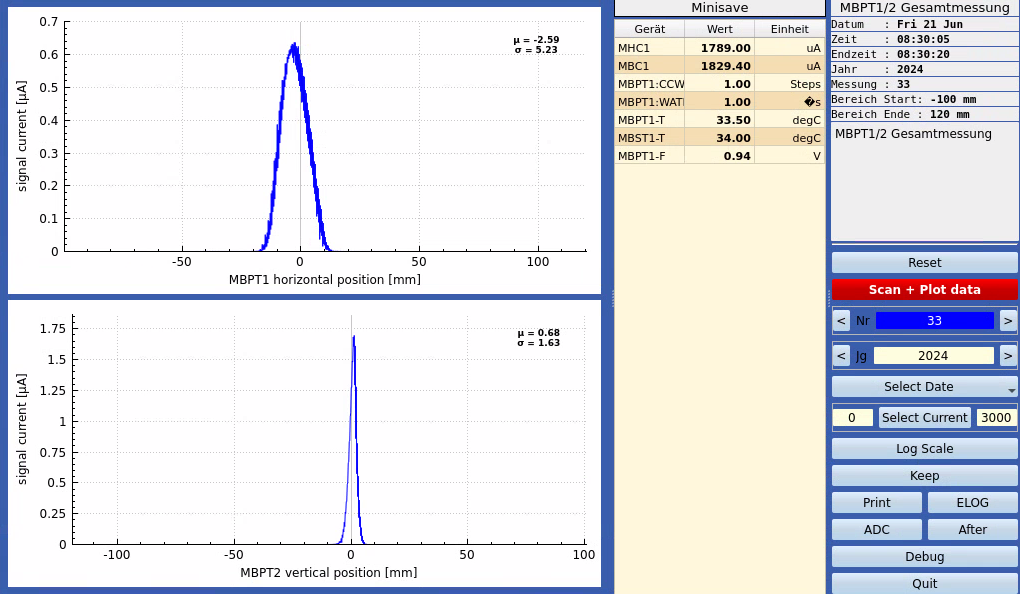 0.7
0.6
0.5
0.4
0.3
0.2
0.1
0
signal current [µA]
µ = -2.59
σ = 5.23
-50 0 50 100
MBPT1 horizontal position [mm]
1.75
1.5
1.25
1
0.75
0.5
0.25
0
signal current [µA]
µ = 0.68
σ = 1.63
-100 -50 0 50 100
MBPT2 vertical position [mm]
Minisave
Gerät Wert Einheit
MHC1 1789.00 uA
MBC1 1829.40 uA
MBPT1:CCW 1.00 Steps
MBPT1:WAT 1.00 �s
MBPT1-T 33.50 degC
MBST1-T 34.00 degC
MBPT1-F 0.94 V
MBPT1/2 Gesamtmessung
Datum : Fri 21 Jun
Zeit : 08:30:05
Endzeit : 08:30:20
Jahr : 2024
Messung : 33
Bereich Start: -100 mm
Bereich Ende : 120 mm
MBPT1/2 Gesamtmessung
Reset
Scan + Plot data
< Nr 33 >
< Jg 2024 >
Select Date
0 Select Current 3000
Log Scale
Keep
Print ELOG
ADC After
Debug
Quit